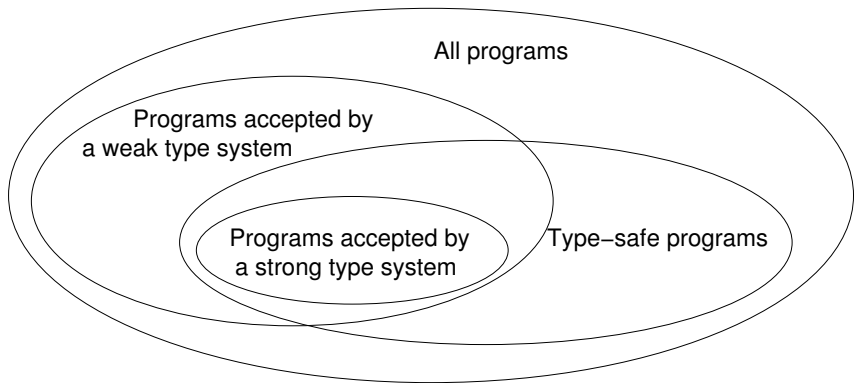 All programs
Programs accepted by
a weak type system
Programs accepted by
a strong type system
Type−safe programs